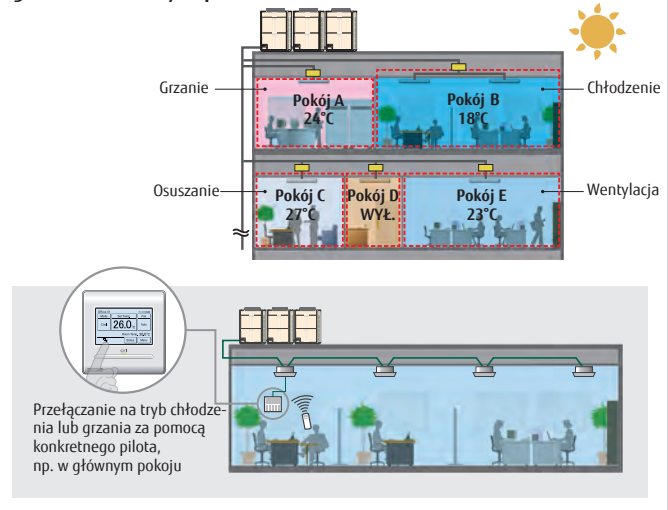 Grzanie
Chłodzenie
Pokój A
24°C
Pokój B
18°C
Osuszanie
Wentylacja
Pokój C
27°C
Pokój D
WYŁ.
Pokój E
23°C
26.0
Przełączanie na tryb chłodze-
nia lub grzania za pomocą
konkretnego pilota,
np. w głównym pokoju